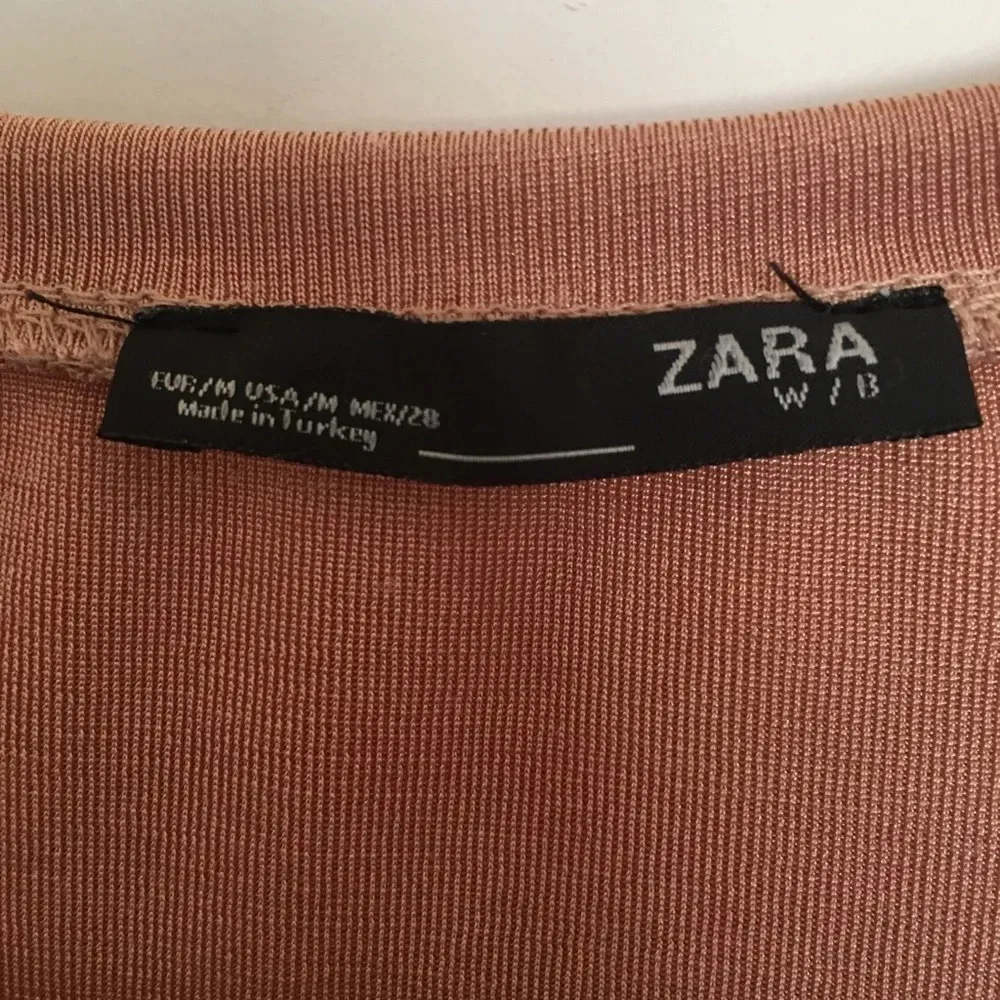 EUR/M USA/M MEX/28
Made in Turkey
ZARA
W/B